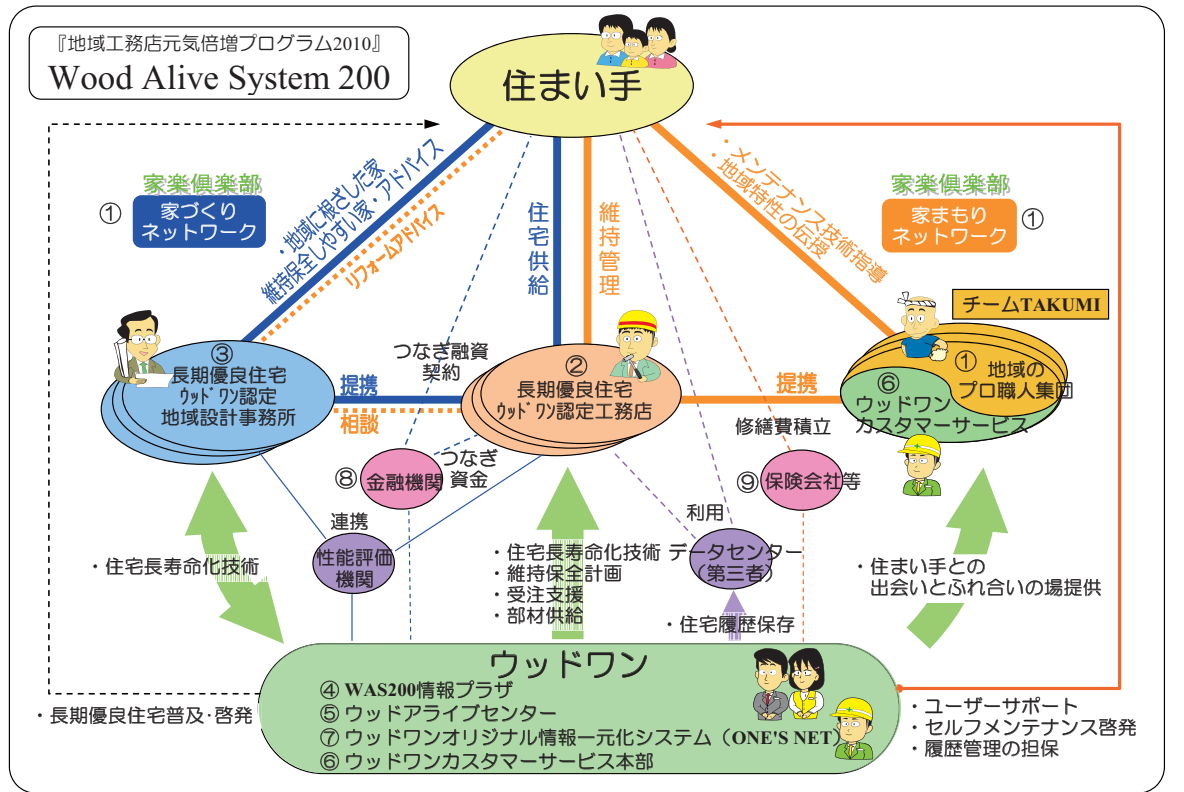 『地域工務店元気倍増プログラム2010』
Wood Alive System 200
住まい手
家楽倶楽部
①
家づくり
ネットワーク
・地域に根ざした家
維持保全しやすい家・アドバイス
リフォームアドバイス
住宅供給
維持管理
・メンテナンス技術指導
・地域特性の伝授
家楽倶楽部
家まもり
ネットワーク
①
チームTAKUMI
③
長期優良住宅
ウッドワン認定
地域設計事務所
提携
相談
つなぎ融資
契約
②
長期優良住宅
ウッドワン認定工務店
提携
①
地域の
プロ職人集団
⑥
ウッドワン
カスタマーサービス
⑧
金融機関
つなぎ
資金
修繕費積立
⑨
保険会社等
連携
性能評価
機関
利用
データセンター
（第三者）
・住宅長寿命化技術
・住宅長寿命化技術
・維持保全計画
・受注支援
・部材供給
・住宅履歴保存
・住まい手との
出会いとふれ合いの場提供
ウッドワン
④ WAS200情報プラザ
⑤ ウッドアライブセンター
⑦ ウッドワンオリジナル情報一元化システム（ONE'S NET）
⑥ ウッドワンカスタマーサービス本部
・長期優良住宅普及・啓発
・ユーザーサポート
・セルフメンテナンス啓発
・履歴管理の担保